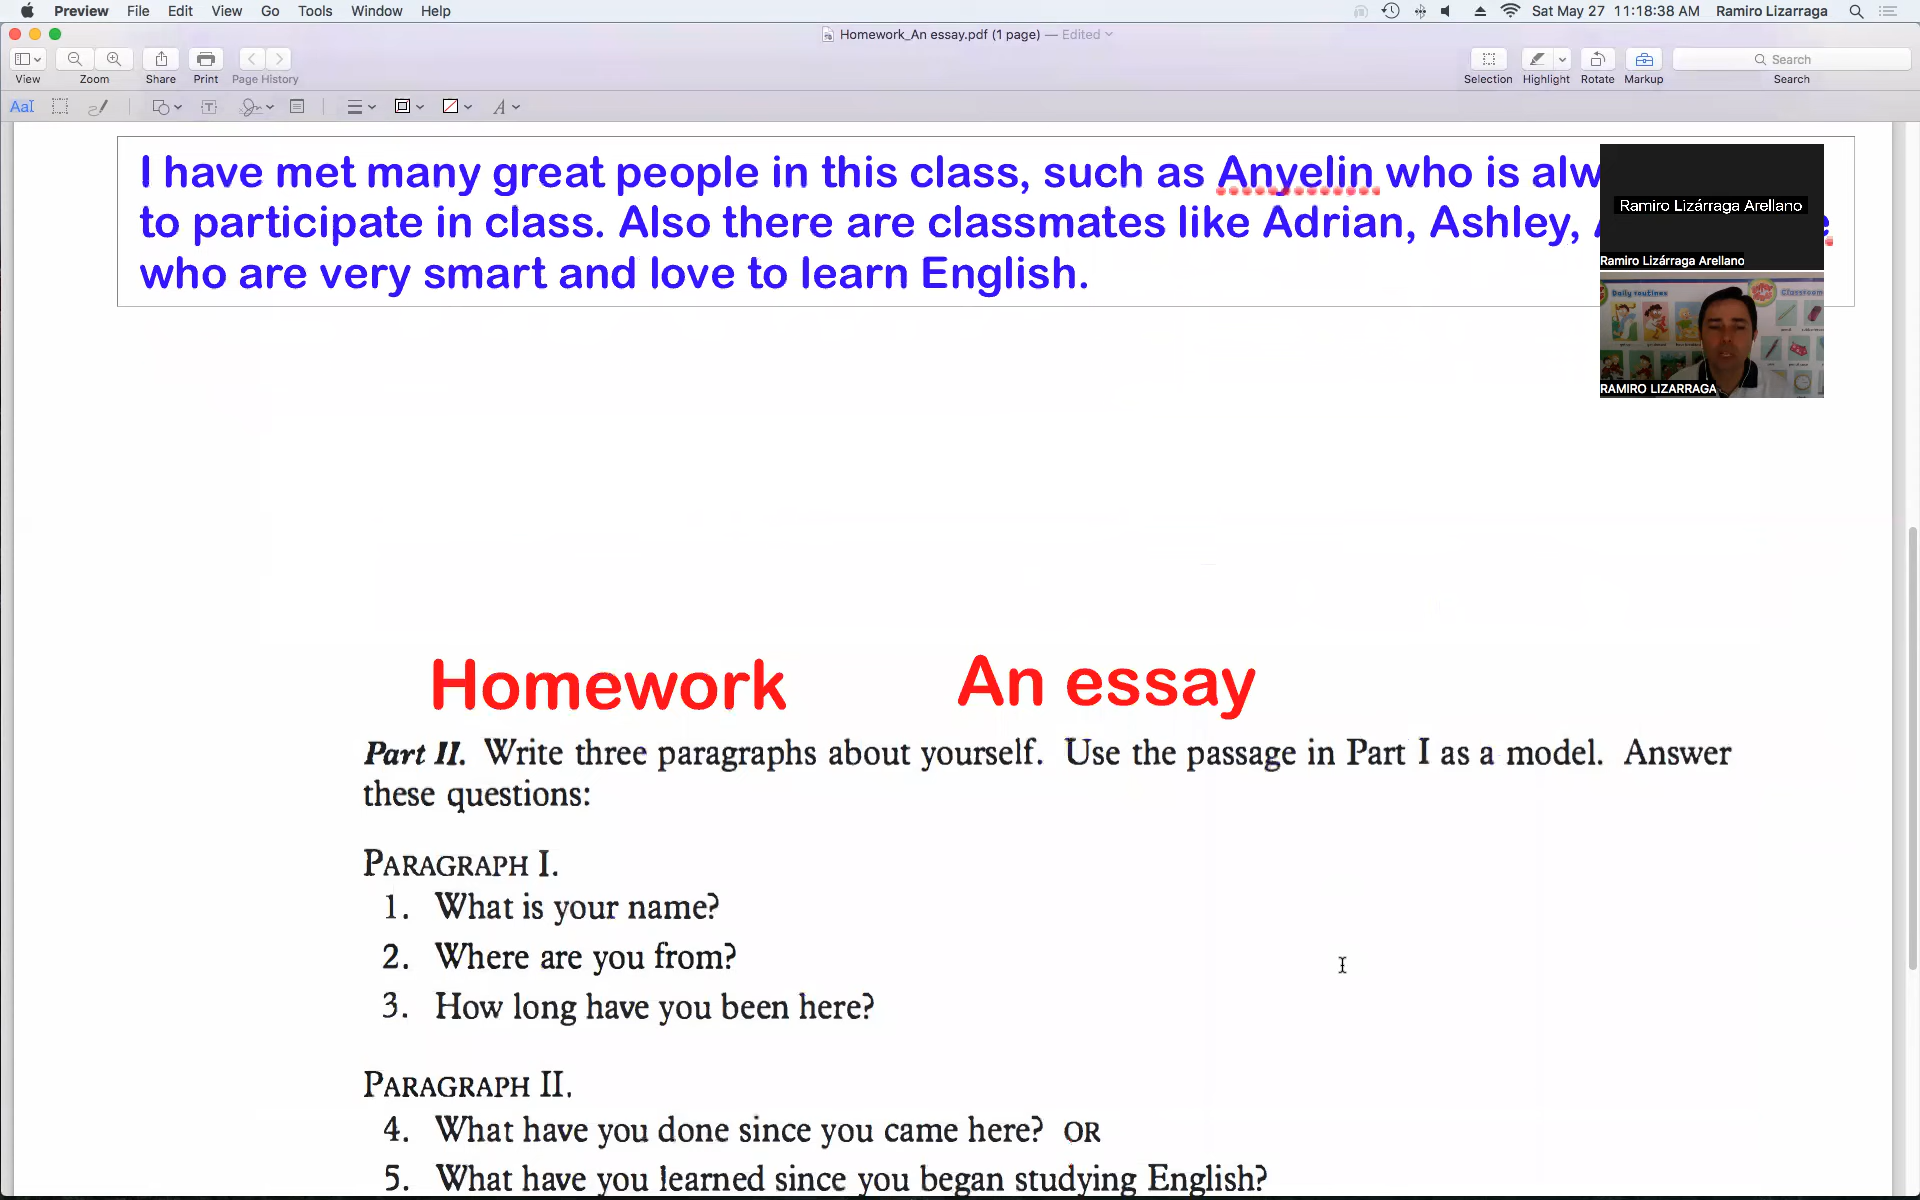 Preview File Edit View Go Tools Window Help Sat May 27 11:18:38 AM Ramiro Lizarraga
Homework_An essay.pdf (1 page) — Edited
View Zoom Share Print Page History Selection Highlight Rotate Markup Search
Search
AaI T A
I have met many great people in this class, such as Anyelin who is
to participate in class. Also there are classmates like Adrian, Ashley,
who are very smart and love to learn English.
Ramiro Lizárraga Arellano
Ramiro Lizárraga Arellano
Daily routines
RAMIRO LIZARRAGA
Homework An essay
Part II. Write three paragraphs about yourself. Use the passage in Part I as a model. Answer
these questions:
PARAGRAPH I.
1. What is your name?
2. Where are you from?
3. How long have you been here?
PARAGRAPH II.
4. What have you done since you came here? OR
5. What have you learned since you began studying English?